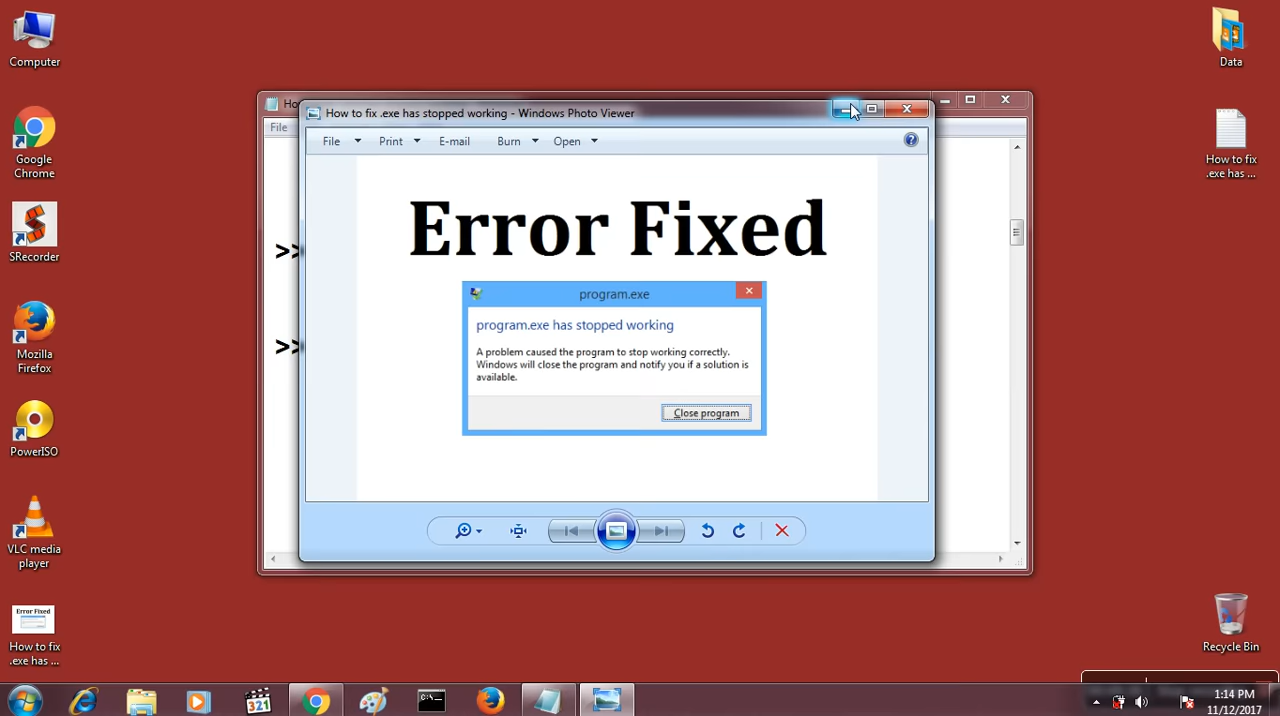 Computer
Google
Chrome
SRecorder
Mozilla
Firefox
PowerISO
VLC media
player
Error Fixed
How to fix
.exe has ...
Data
How to fix
.exe has ...
Recycle Bin
Ho
File
>>
>>
How to fix .exe has stopped working - Windows Photo Viewer
File Print E-mail Burn Open
Error Fixed
program.exe
program.exe has stopped working
A problem caused the program to stop working correctly.
Windows will close the program and notify you if a solution is
available.
Close program
321
1:14 PM
11/12/2017